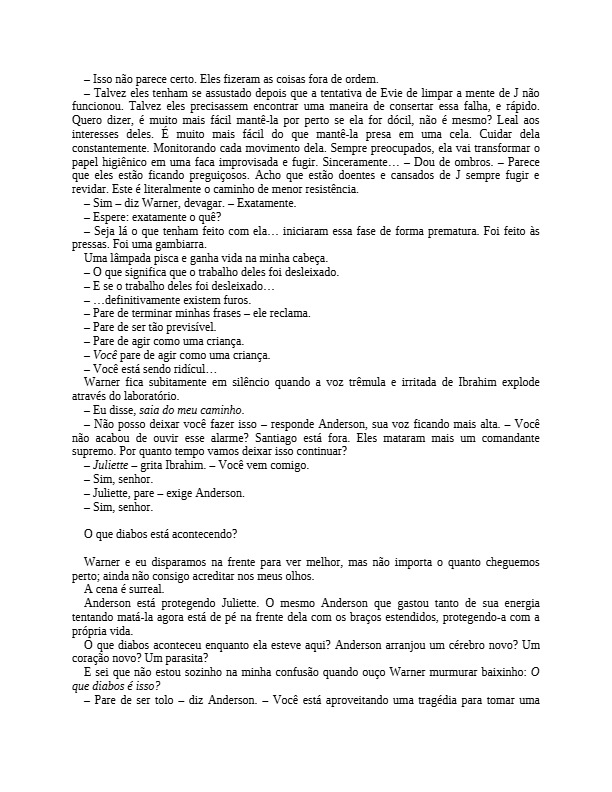 – Isso não parece certo. Eles fizeram as coisas fora de ordem.
– Talvez eles tenham se assustado depois que a tentativa de Evie de limpar a mente de J não
funcionou. Talvez eles precisassem encontrar uma maneira de consertar essa falha, e rápido.
Quero dizer, é muito mais fácil mantê-la por perto se ela for dócil, não é mesmo? Leal aos
interesses deles. É muito mais fácil do que mantê-la presa em uma cela. Cuidar dela
constantemente. Monitorando cada movimento dela. Sempre preocupados, ela vai transformar o
papel higiênico em uma faca improvisada e fugir. Sinceramente… – Dou de ombros. – Parece
que eles estão ficando preguiçosos. Acho que estão doentes e cansados de J sempre fugir e
revidar. Este é literalmente o caminho de menor resistência.
– Sim – diz Warner, devagar. – Exatamente.
– Espere: exatamente o quê?
– Seja lá o que tenham feito com ela… iniciaram essa fase de forma prematura. Foi feito às
pressas. Foi uma gambiarra.
Uma lâmpada pisca e ganha vida na minha cabeça.
– O que significa que o trabalho deles foi desleixado.
– E se o trabalho deles foi desleixado…
– …definitivamente existem furos.
– Pare de terminar minhas frases – ele reclama.
– Pare de ser tão previsível.
– Pare de agir como uma criança.
– Você pare de agir como uma criança.
– Você está sendo ridícul…
Warner fica subitamente em silêncio quando a voz trêmula e irritada de Ibrahim explode
através do laboratório.
– Eu disse, saia do meu caminho.
– Não posso deixar você fazer isso – responde Anderson, sua voz ficando mais alta. – Você
não acabou de ouvir esse alarme? Santiago está fora. Eles mataram mais um comandante
supremo. Por quanto tempo vamos deixar isso continuar?
– Juliette – grita Ibrahim. – Você vem comigo.
– Sim, senhor.
– Juliette, pare – exige Anderson.
– Sim, senhor.
O que diabos está acontecendo?
Warner e eu disparamos na frente para ver melhor, mas não importa o quanto cheguemos
perto; ainda não consigo acreditar nos meus olhos.
A cena é surreal.
Anderson está protegendo Juliette. O mesmo Anderson que gastou tanto de sua energia
tentando matá-la agora está de pé na frente dela com os braços estendidos, protegendo-a com a
própria vida.
O que diabos aconteceu enquanto ela esteve aqui? Anderson arranjou um cérebro novo? Um
coração novo? Um parasita?
E sei que não estou sozinho na minha confusão quando ouço Warner murmurar baixinho: O
que diabos é isso?
– Pare de ser tolo – diz Anderson. – Você está aproveitando uma tragédia para tomar uma